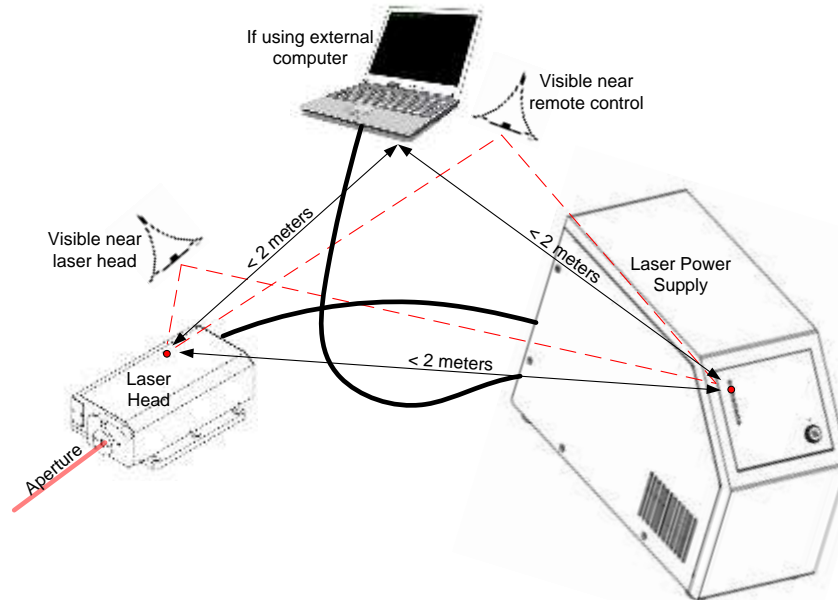 If using external
computer
Visible near
remote control
Visible near
laser head
< 2 meters
< 2 meters
Laser Power
Supply
< 2 meters
Laser
Head
Aperture